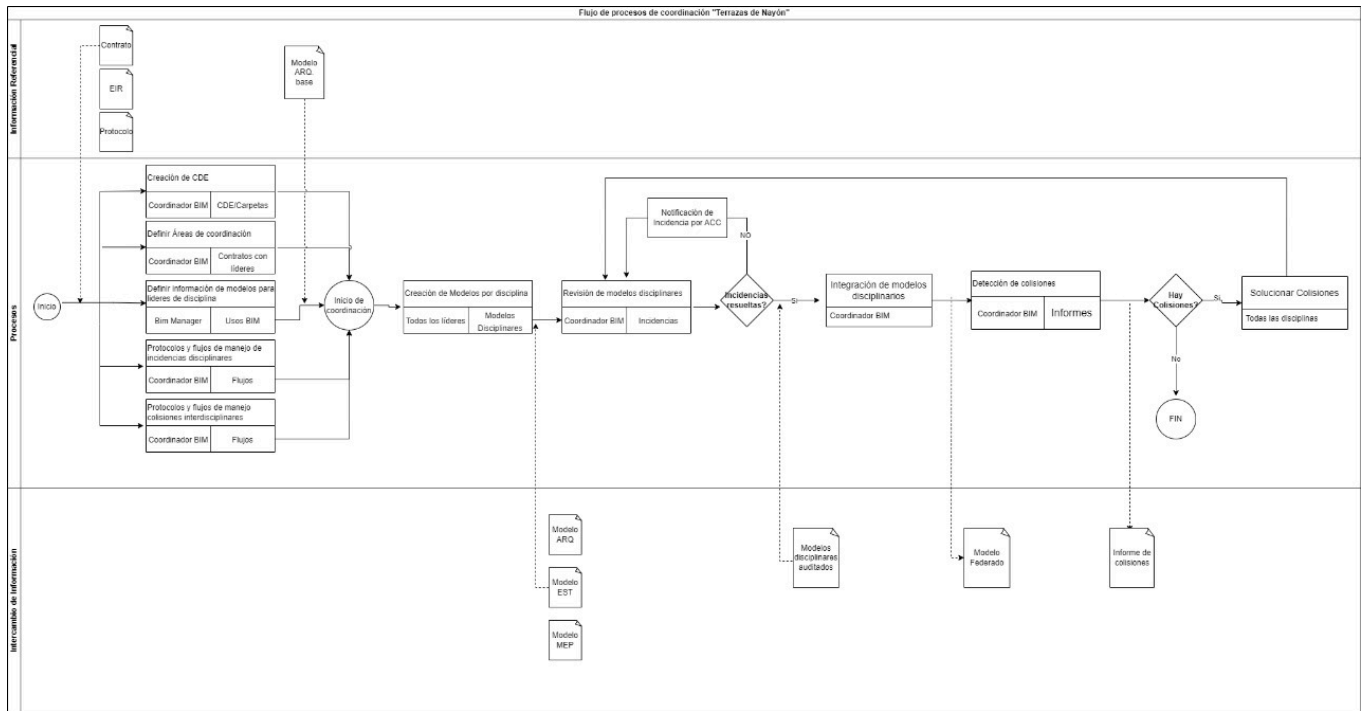 Flujo de procesos de coordinación "Terrazas de Nayón"
Información Referencial
Contrato
EIR
Protocolo
Modelo
ARQ.
base
Procesos
Inicio
Creación de CDE
Coordinador BIM
CDE/Carpetas
Definir Áreas de coordinación
Coordinador BIM
Contratos con
líderes
Definir información de modelos para
lideres de disciplina
Bim Manager
Usos BIM
Protocolos y flujos de manejo de
incidencias disciplinares
Coordinador BIM
Flujos
Protocolos y flujos de manejo
colisiones interdisciplinares
Coordinador BIM
Flujos
Inicio de
coordinación
Creación de Modelos por disciplina
Todas los líderes
Modelos
Disciplinares
Notificación de
Incidencia por ACC
Revisión de modelos disciplinares
Coordinador BIM
Incidencias
NO
Incidencias
resueltas?
Si
Integración de modelos
disciplinarios
Coordinador BIM
Detección de colisiones
Coordinador BIM
Informes
Hay
Colisiones?
Si
No
FIN
Solucionar Colisiones
Todas las disciplinas
Intercambio de Información
Modelo
ARQ
Modelo
EST
Modelo
MEP
Modelos
disciplinares
auditados
Modelo
Federado
Informe de
colisiones